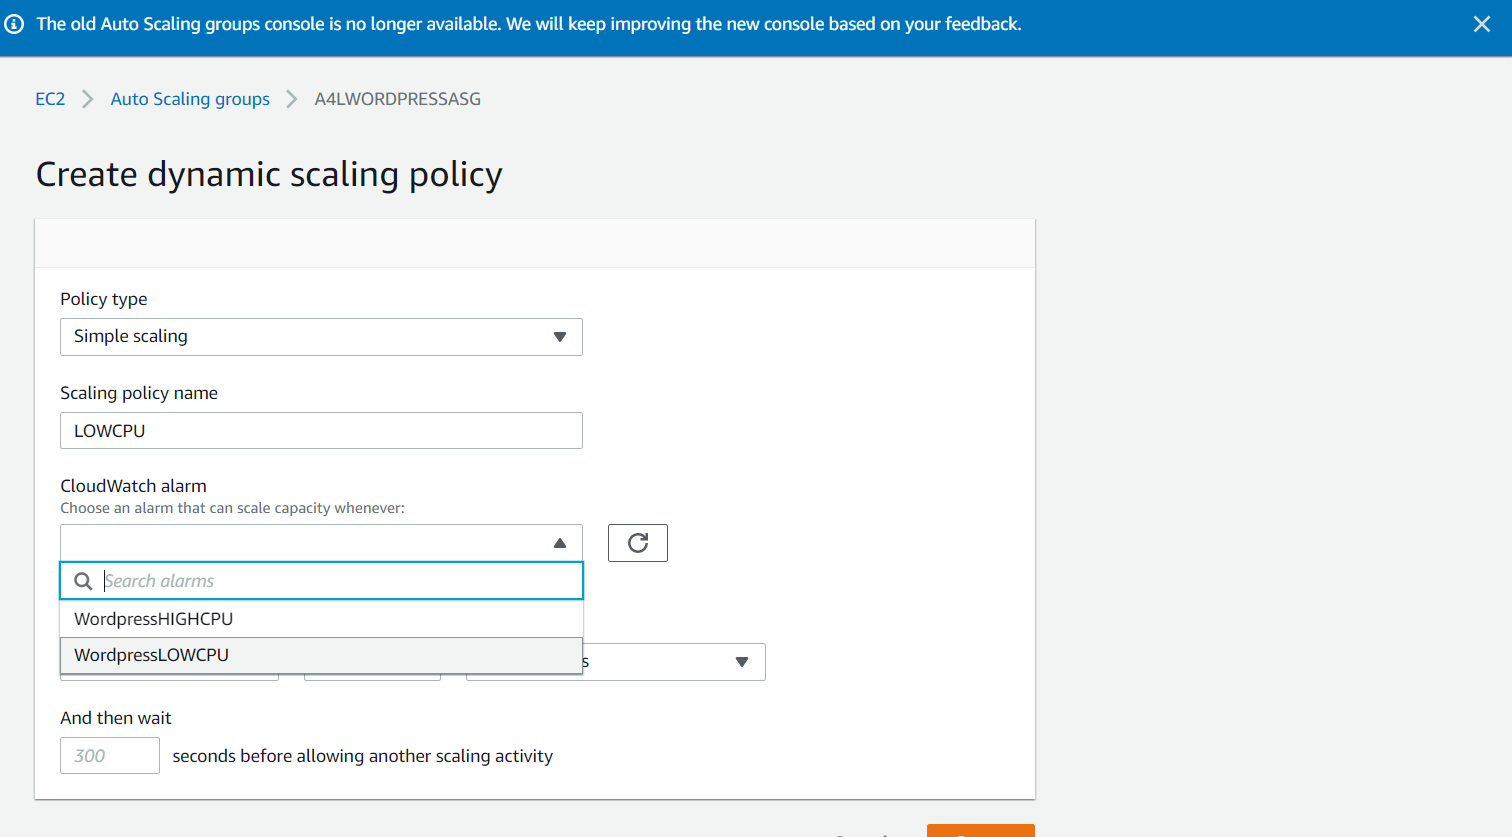 The old Auto Scaling groups console is no longer available. We will keep improving the new console based on your feedback.
EC2 Auto Scaling groups A4LWORDPRESSASG
Create dynamic scaling policy
Policy type
Simple scaling
Scaling policy name
LOWCPU
CloudWatch alarm
Choose an alarm that can scale capacity whenever:
Search alarms
WordpressHIGHCPU
WordpressLOWCPU
s
And then wait
300 seconds before allowing another scaling activity